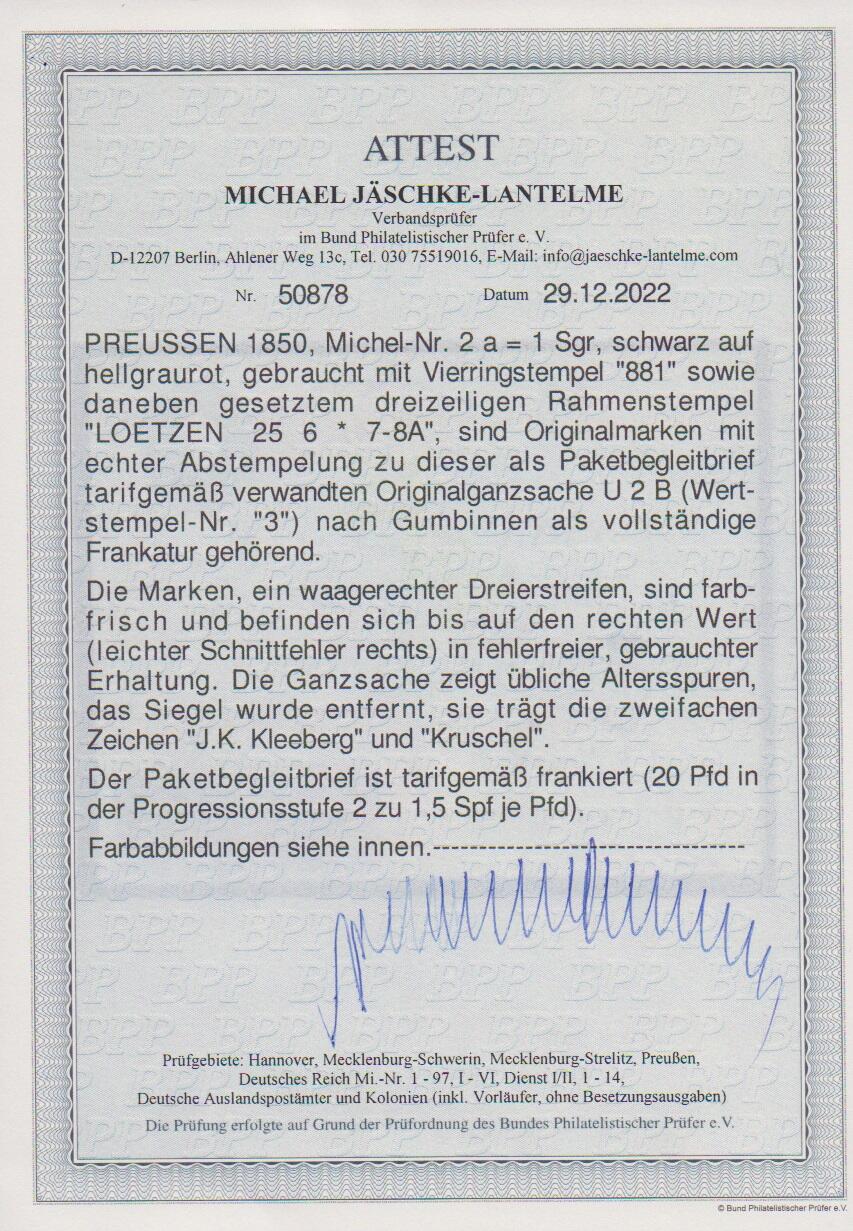 ATTEST
MICHAEL JÄSCHKE-LANTELME
Verbandsprüfer
im Bund Philatelistischer Prüfer e. V.
D-12207 Berlin, Ahlener Weg 13c, Tel. 030 75519016, E-Mail: info@jaeschke-lantelme.com
Nr. 50878 Datum 29.12.2022
PREUSSEN 1850, Michel-Nr. 2 a = 1 Sgr, schwarz auf
hellgraurot, gebraucht mit Vierringstempel "881" sowie
daneben gesetztem dreizeiligen Rahmenstempel
"LOETZEN 25 6 * 7-8A", sind Originalmarken mit
echter Abstempelung zu dieser als Paketbegleitbrief
tarifgemäß verwandten Originalganzsache U 2 B (Wert-
stempel-Nr. "3") nach Gumbinnen als vollständige
Frankatur gehörend.
Die Marken, ein waagerechter Dreierstreifen, sind farb-
frisch und befinden sich bis auf den rechten Wert
(leichter Schnittfehler rechts) in fehlerfreier, gebrauchter
Erhaltung. Die Ganzsache zeigt übliche Altersspuren,
das Siegel wurde entfernt, sie trägt die zweifachen
Zeichen "J.K. Kleeberg" und "Kruschel".
Der Paketbegleitbrief ist tarifgemäß frankiert (20 Pfd in
der Progressionsstufe 2 zu 1,5 Spf je Pfd).
Farbabbildungen siehe innen.----------------------------------
Prüfgebiete: Hannover, Mecklenburg-Schwerin, Mecklenburg-Strelitz, Preußen,
Deutsches Reich Mi.-Nr. 1 - 97, I - VI, Dienst I/II, 1 - 14,
Deutsche Auslandspostämter und Kolonien (inkl. Vorläufer, ohne Besetzungsausgaben)
Die Prüfung erfolgte auf Grund der Prüfordnung des Bundes Philatelistischer Prüfer e.V.
© Bund Philatelistischer Prüfer e.V.